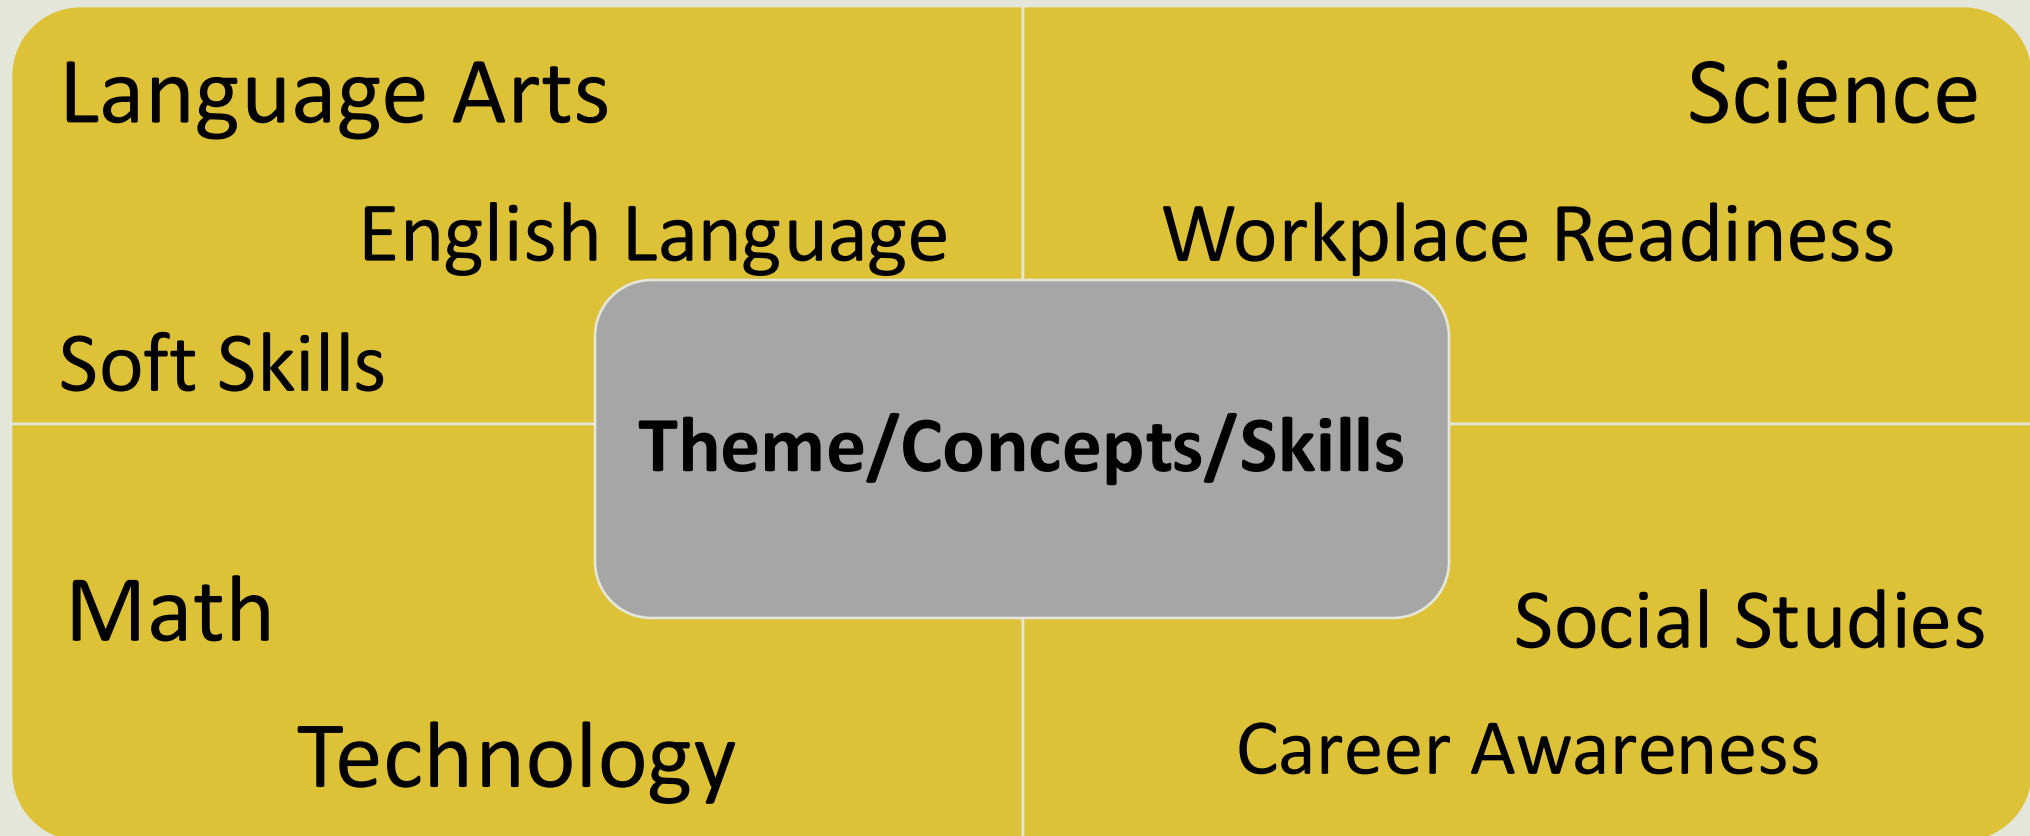 Language Arts
English Language
Soft Skills
Science
Workplace Readiness
Theme/Concepts/Skills
Math
Technology
Social Studies
Career Awareness